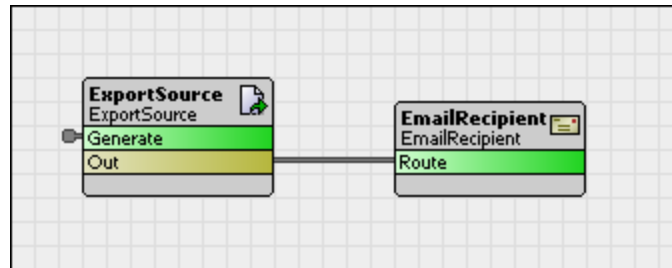 ExportSource
ExportSource
Generate
Out
EmailRecipient
EmailRecipient
Route